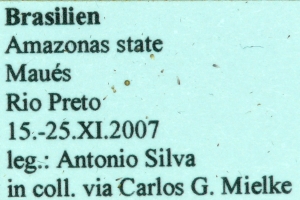 Brasilien
Amazonas state
Maués
Rio Preto
15.-25.XI.2007
leg.: Antonio Silva
in coll. via Carlos G. Mielke